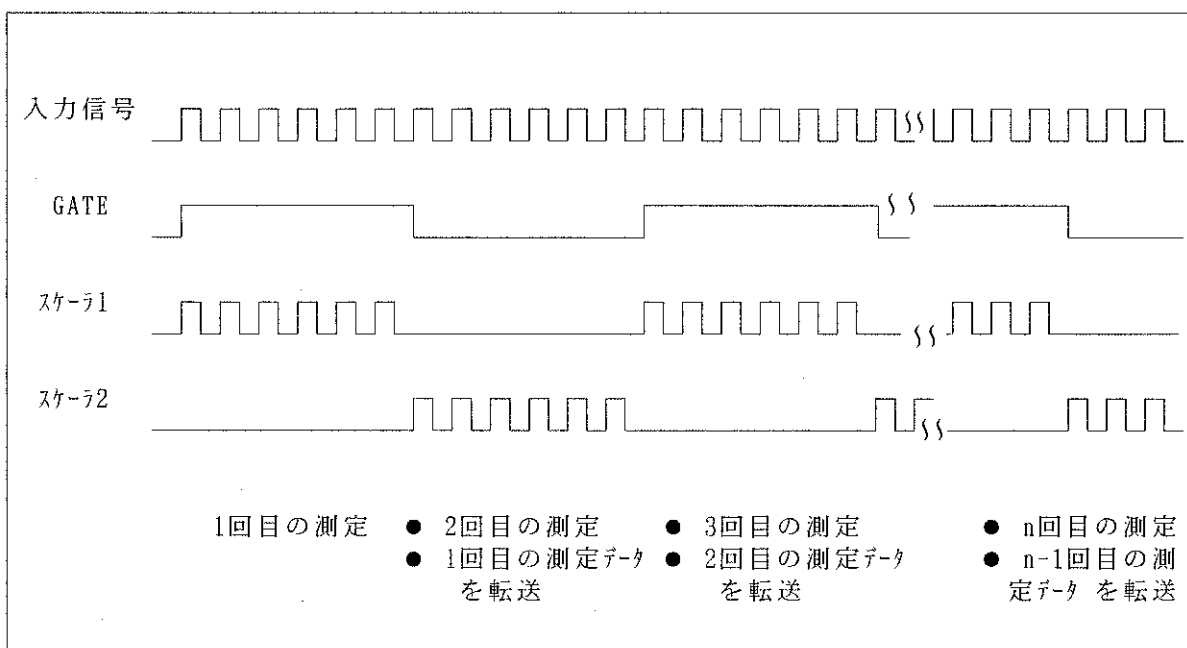 入力信号
GATE
スケーラ1
スケーラ2
1回目の測定
● 2回目の測定
● 1回目の測定データ
を転送
● 3回目の測定
● 2回目の測定データ
を転送
● n回目の測定
● n-1回目の測
定データ を転送